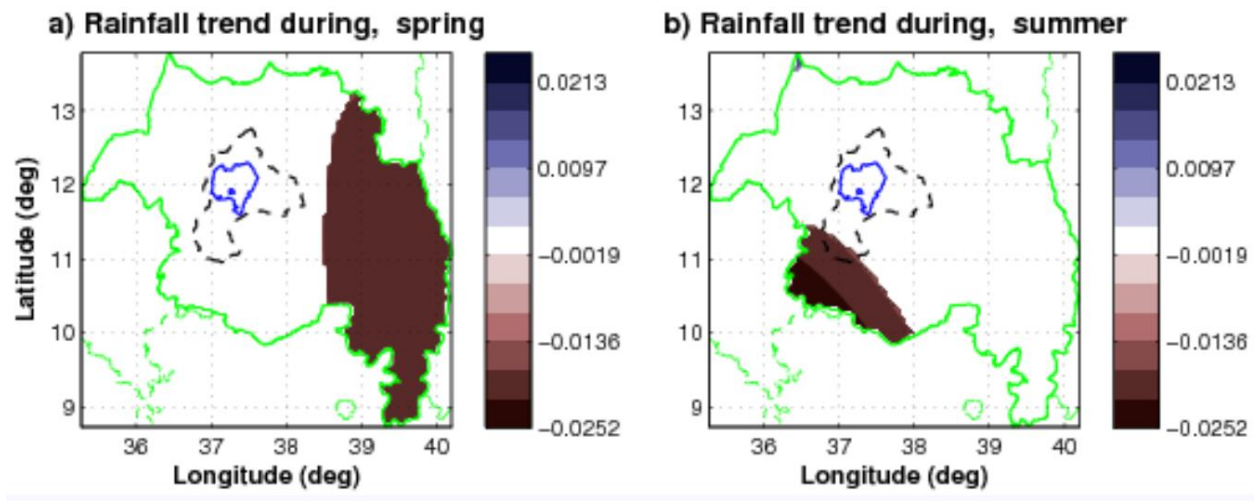 a) Rainfall trend during, spring
b) Rainfall trend during, summer
0.0213
0.0097
−0.0019
−0.0136
−0.0252
0.0213
0.0097
−0.0019
−0.0136
−0.0252
Latitude (deg)
13
12
11
10
9
13
12
11
10
9
36 37 38 39 40
36 37 38 39 40
Longitude (deg)
Longitude (deg)